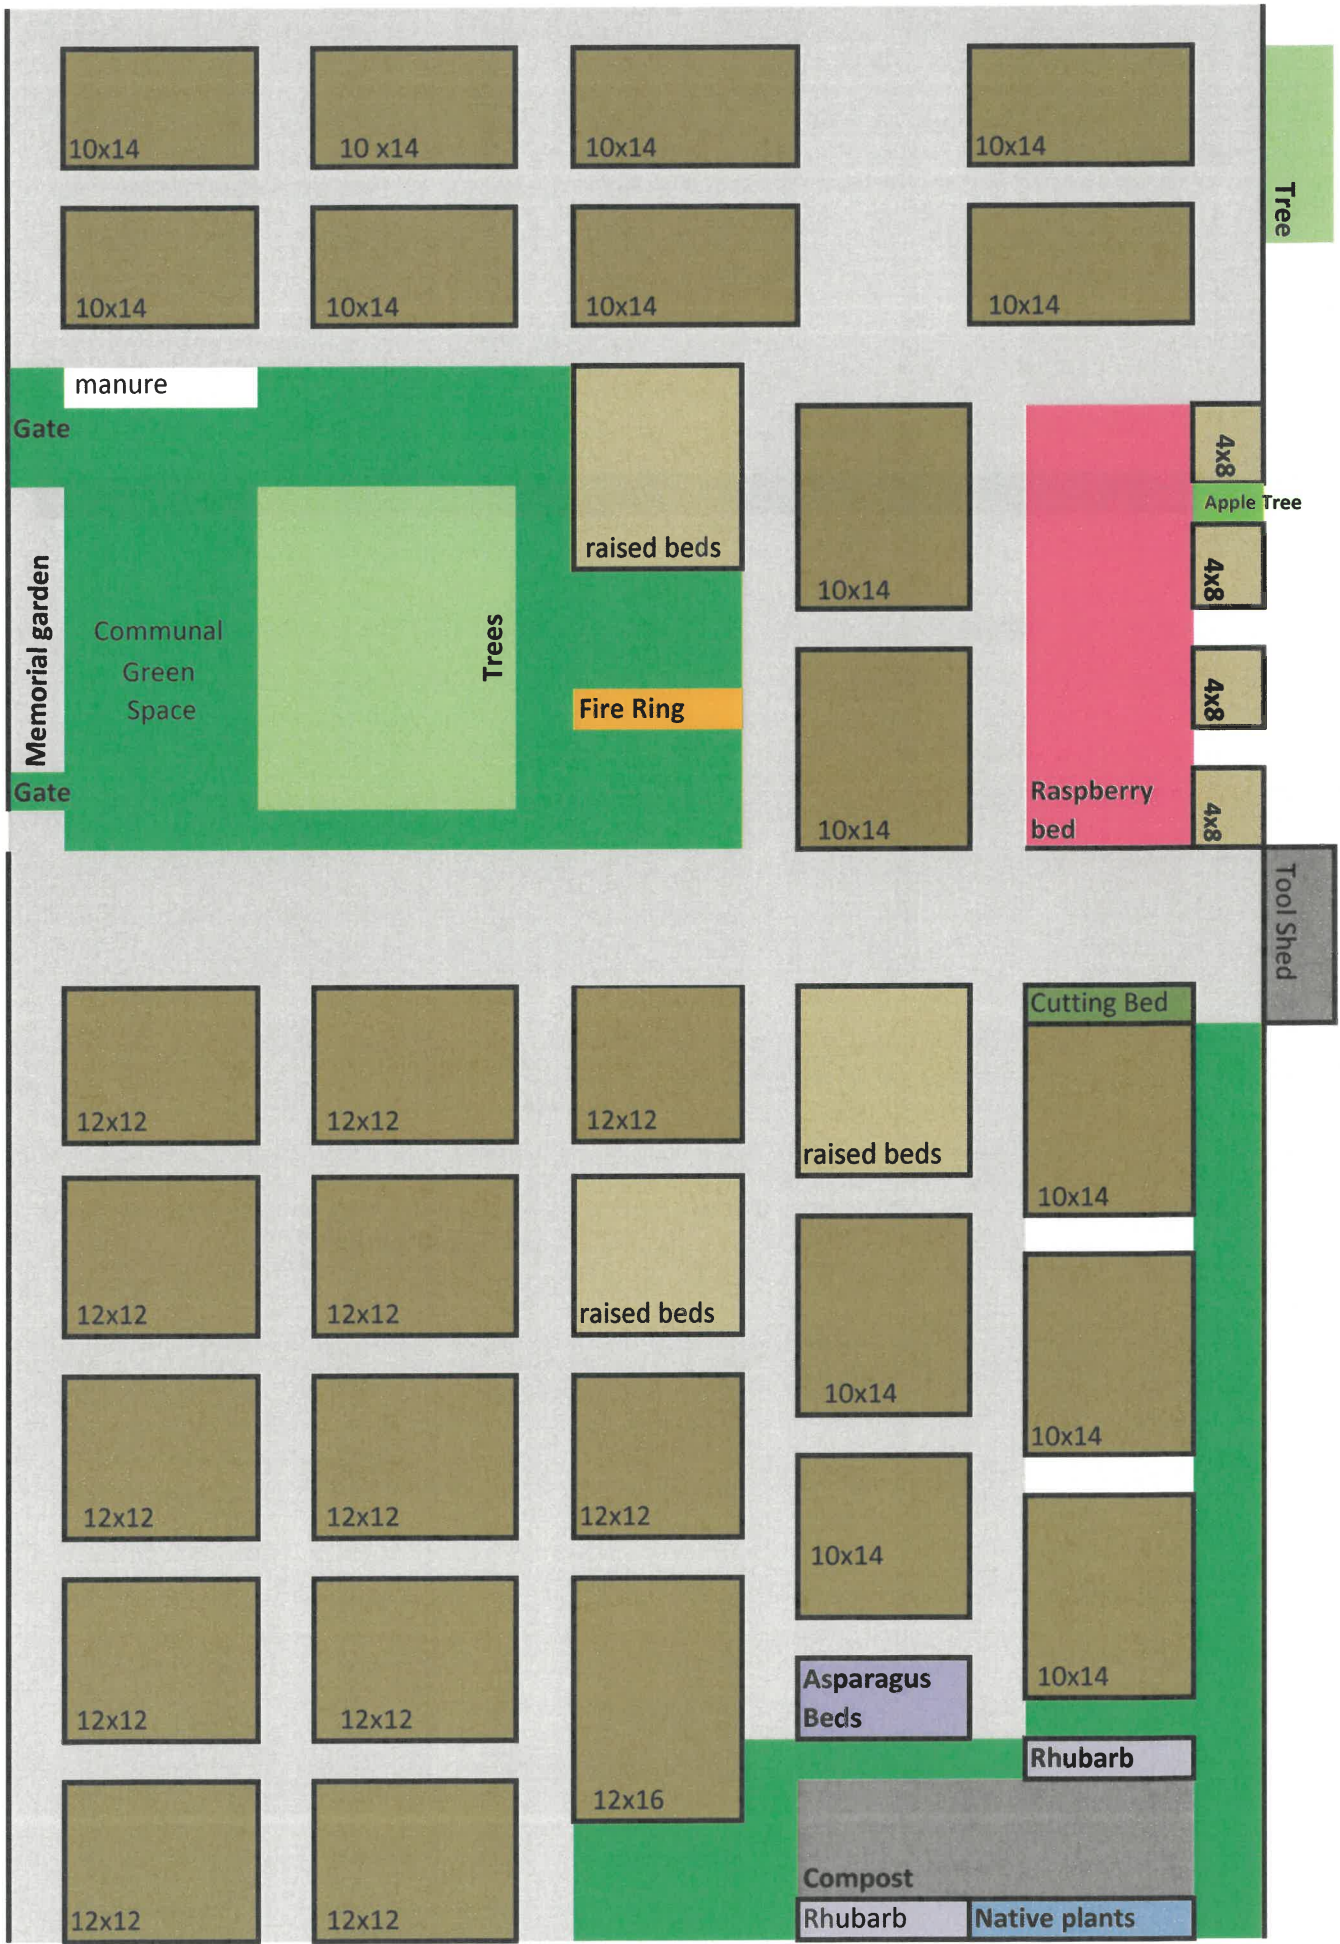 10x14
10 x14
10x14
10x14
Tree
10x14
10x14
10x14
10x14
manure
Gate
4x8
Apple Tree
raised beds
4x8
10x14
Memorial garden
Communal
Green
Space
Trees
4x8
Fire Ring
Gate
Raspberry
bed
4x8
10x14
Tool Shed
Cutting Bed
12x12
12x12
12x12
raised beds
10x14
12x12
12x12
raised beds
10x14
10x14
12x12
12x12
12x12
10x14
10x14
Asparagus
Beds
12x12
12x12
Rhubarb
12x16
Compost
12x12
12x12
Rhubarb
Native plants